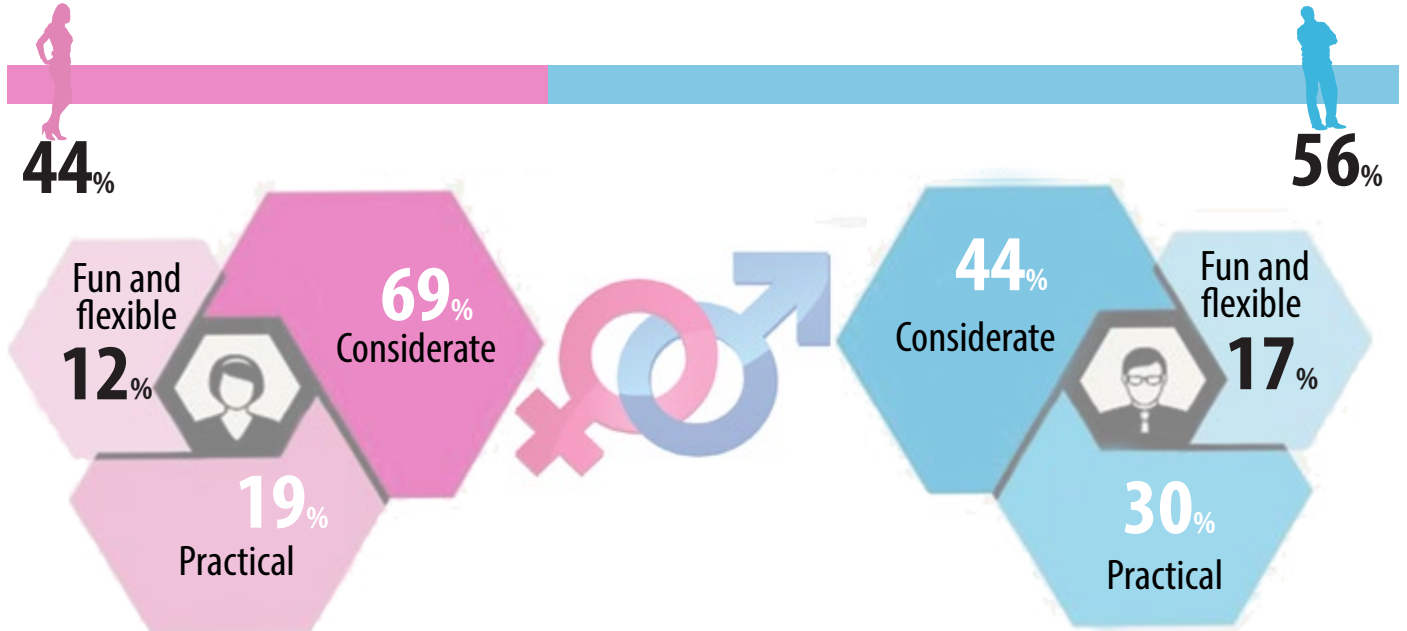 44%
56%
Fun and
flexible
12%
69%
Considerate
19%
Practical
44%
Considerate
Fun and
flexible
17%
30%
Practical